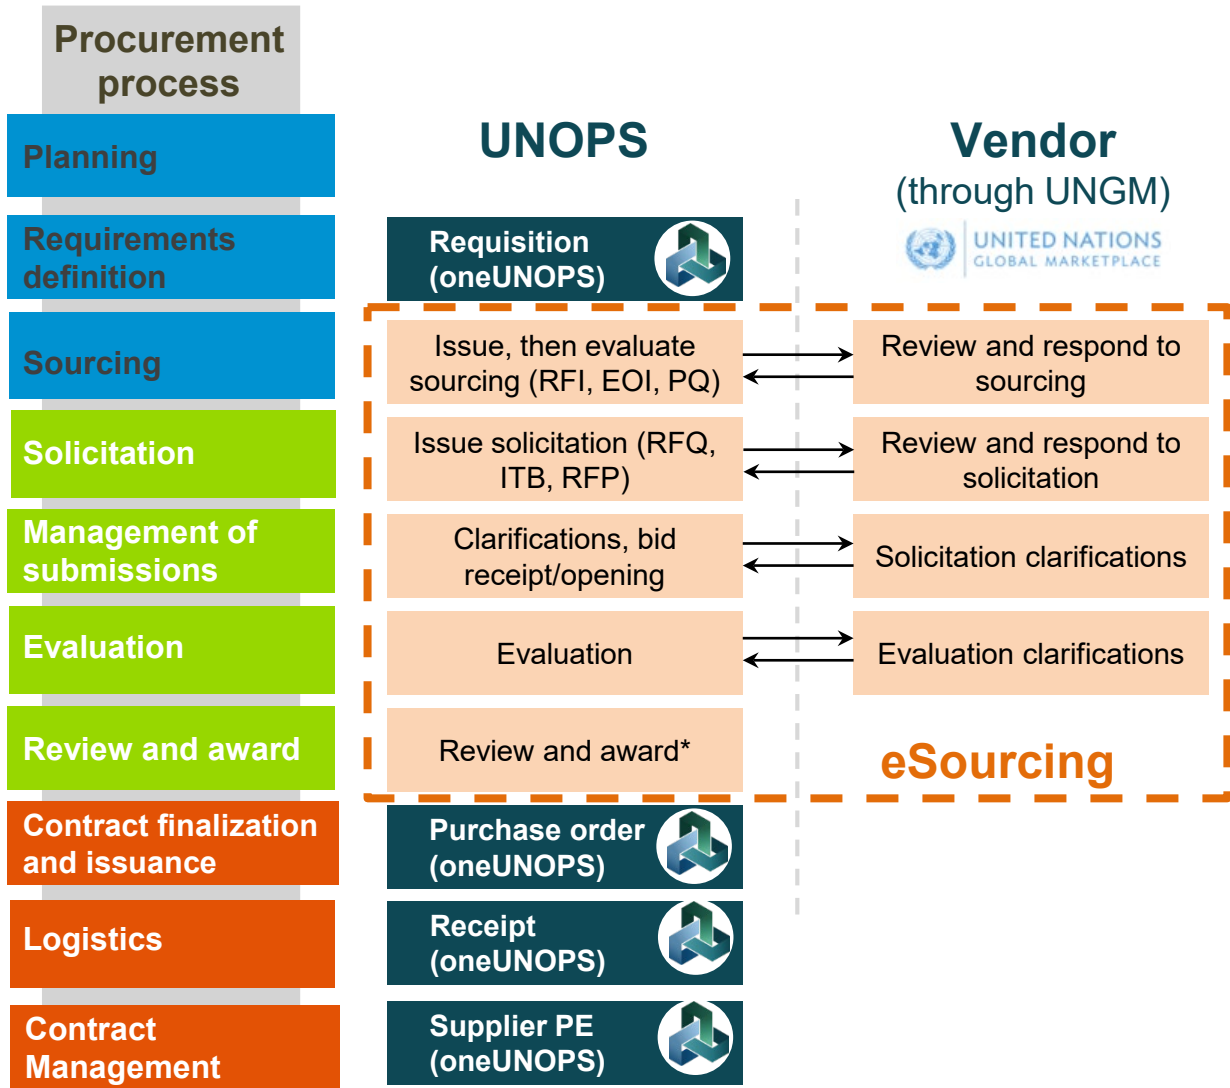 Procurement
process
UNOPS
Vendor
(through UNGM)
UNITED NATIONS
GLOBAL MARKETPLACE
Planning
Requirements
definition
Requisition
(oneUNOPS)
Sourcing
Issue, then evaluate
sourcing (RFI, EOI, PQ)
Review and respond to
sourcing
Solicitation
Issue solicitation (RFQ,
ITB, RFP)
Review and respond to
solicitation
Management of
submissions
Clarifications, bid
receipt/opening
Solicitation clarifications
Evaluation
Evaluation
Evaluation clarifications
Review and award
Review and award*
eSourcing
Contract finalization
and issuance
Purchase order
(oneUNOPS)
Logistics
Receipt
(oneUNOPS)
Contract
Management
Supplier PE
(oneUNOPS)